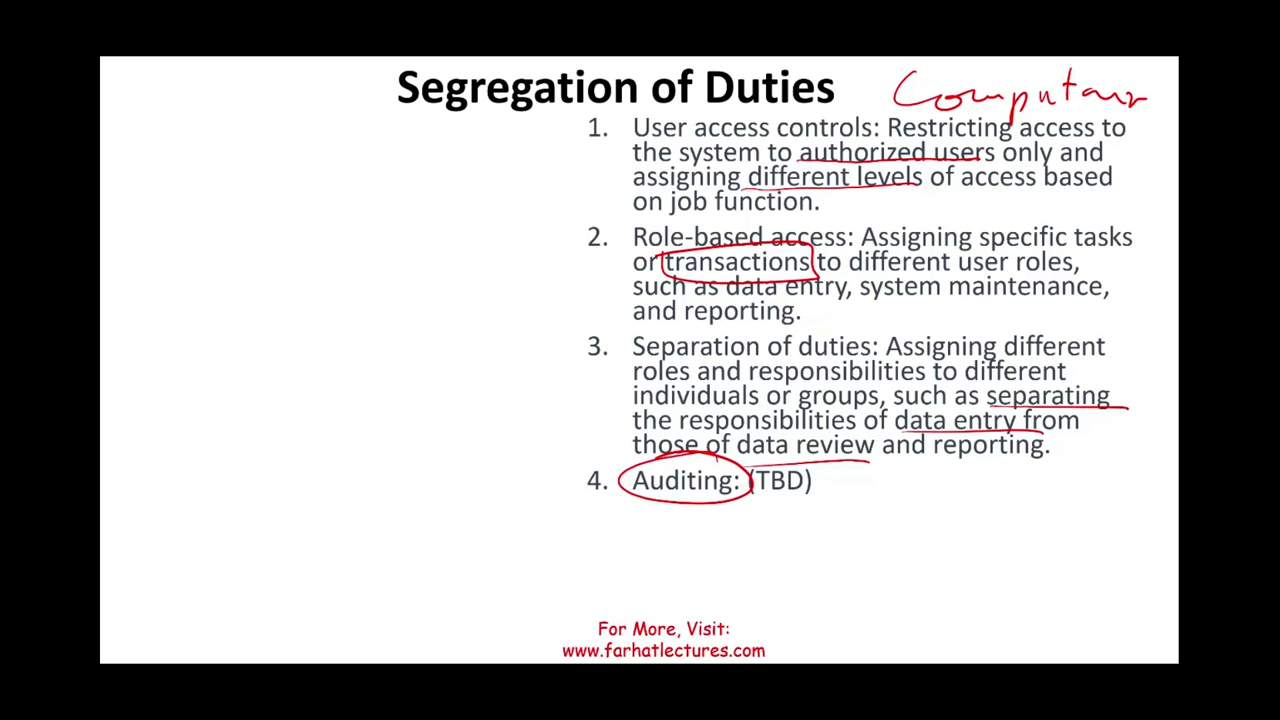 Segregation of Duties
1. User access controls: Restricting access to
the system to authorized users only and
assigning different levels of access based
on job function.
2. Role-based access: Assigning specific tasks
or transactions to different user roles,
such as data entry, system maintenance,
and reporting.
3. Separation of duties: Assigning different
roles and responsibilities to different
individuals or groups, such as separating
the responsibilities of data entry from
those of data review and reporting.
4. Auditing: (TBD)
For More, Visit:
www.farhatlectures.com